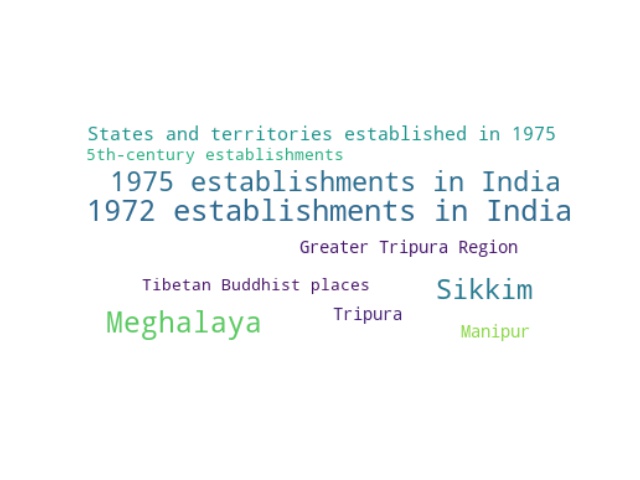 States and territories established in 1975
5th-century establishments
1975 establishments in India
1972 establishments in India
Greater Tripura Region
Tibetan Buddhist places
Sikkim
Meghalaya
Tripura
Manipur